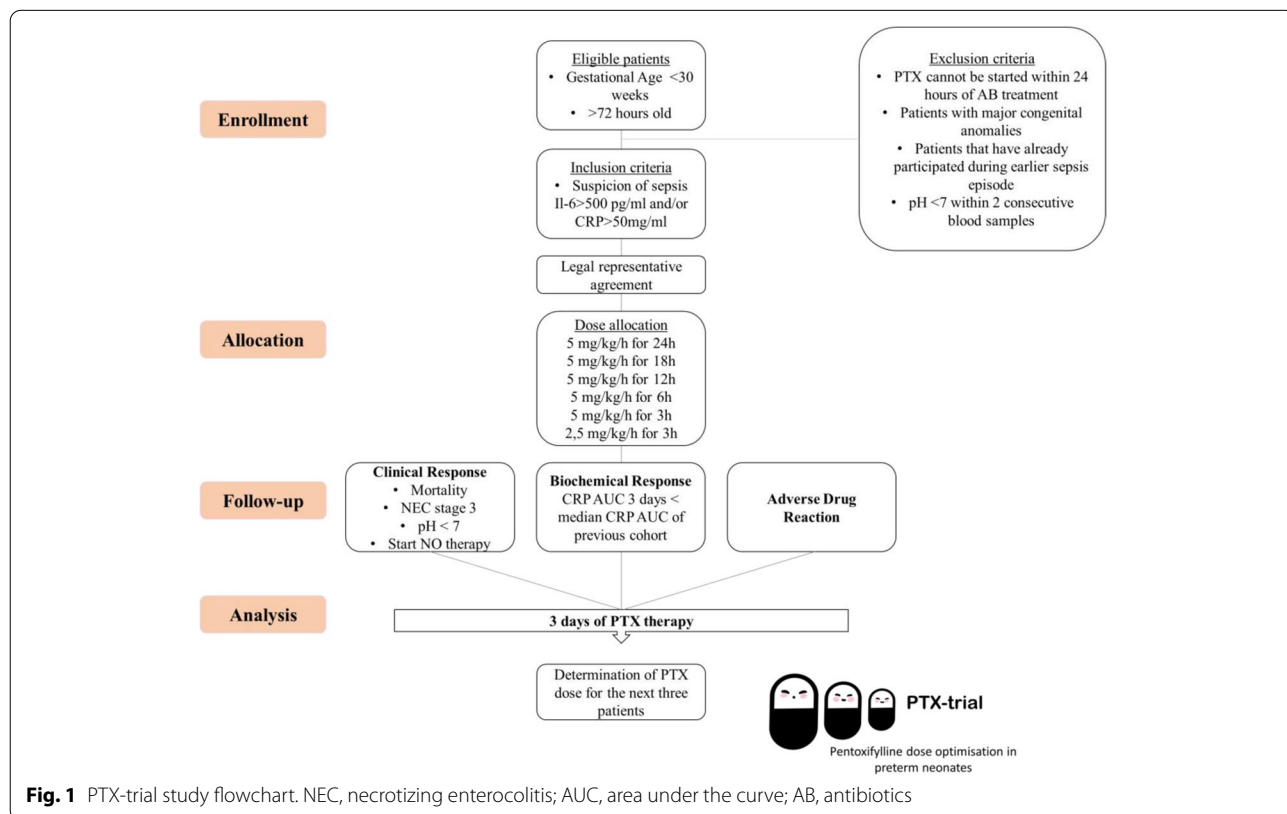 Enrollment
Eligible patients
• Gestational Age <30
weeks
• >72 hours old
Exclusion criteria
• PTX cannot be started within 24
hours of AB treatment
• Patients with major congenital
anomalies
• Patients that have already
participated during earlier sepsis
episode
• pH <7 within 2 consecutive
blood samples
Inclusion criteria
• Suspicion of sepsis
Il-6>500 pg/ml and/or
CRP>50mg/ml
Legal representative
agreement
Allocation
Dose allocation
5 mg/kg/h for 24h
5 mg/kg/h for 18h
5 mg/kg/h for 12h
5 mg/kg/h for 6h
5 mg/kg/h for 3h
2,5 mg/kg/h for 3h
Follow-up
Clinical Response
• Mortality
• NEC stage 3
• pH < 7
• Start NO therapy
Biochemical Response
CRP AUC 3 days <
median CRP AUC of
previous cohort
Adverse Drug
Reaction
Analysis
3 days of PTX therapy
Determination of PTX
dose for the next three
patients
PTX-trial
Pentoxifylline dose optimisation in
preterm neonates
Fig. 1 PTX-trial study flowchart. NEC, necrotizing enterocolitis; AUC, area under the curve; AB, antibiotics